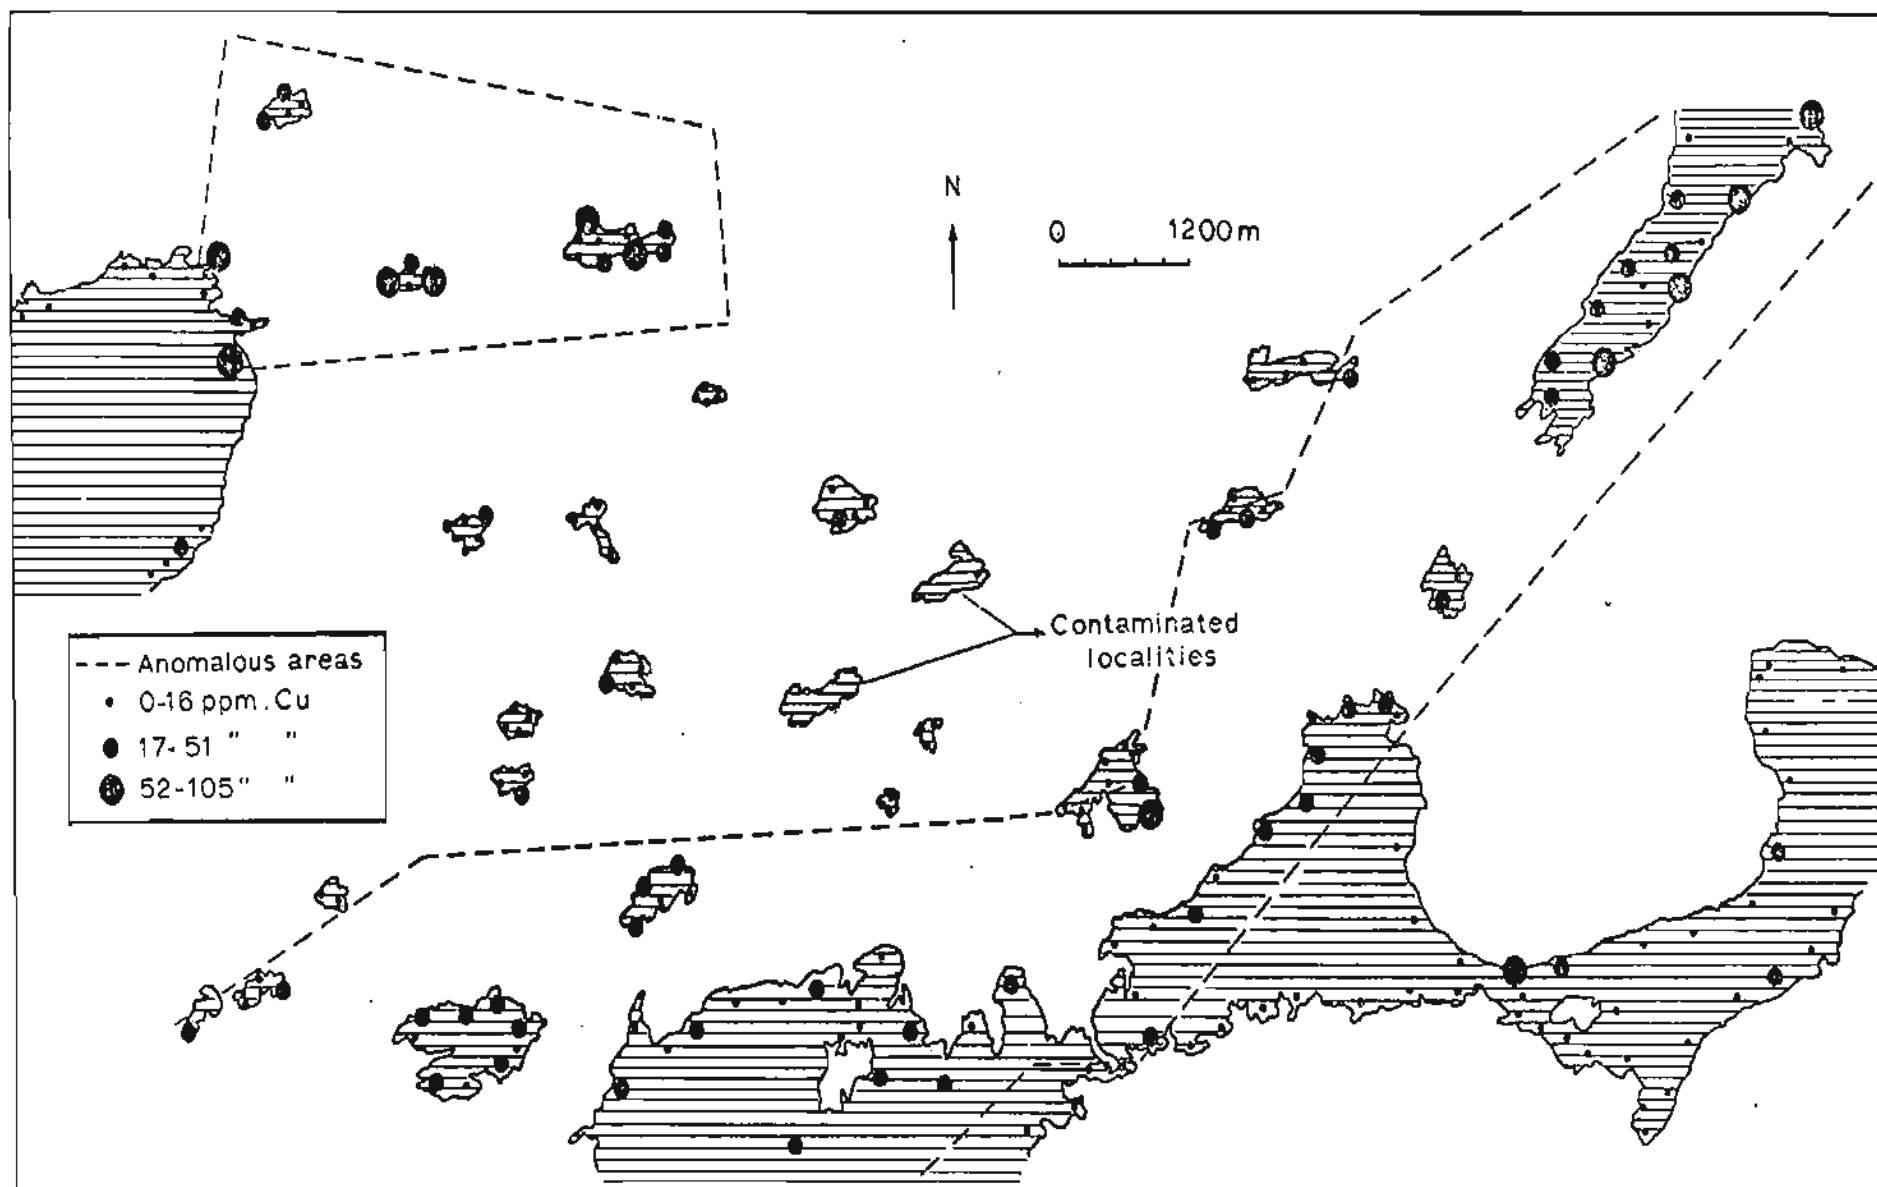 N
0 1200m
Contaminated
localities
--- Anomalous areas
• 0-16 ppm. Cu
● 17-51 " "
52-105 " "